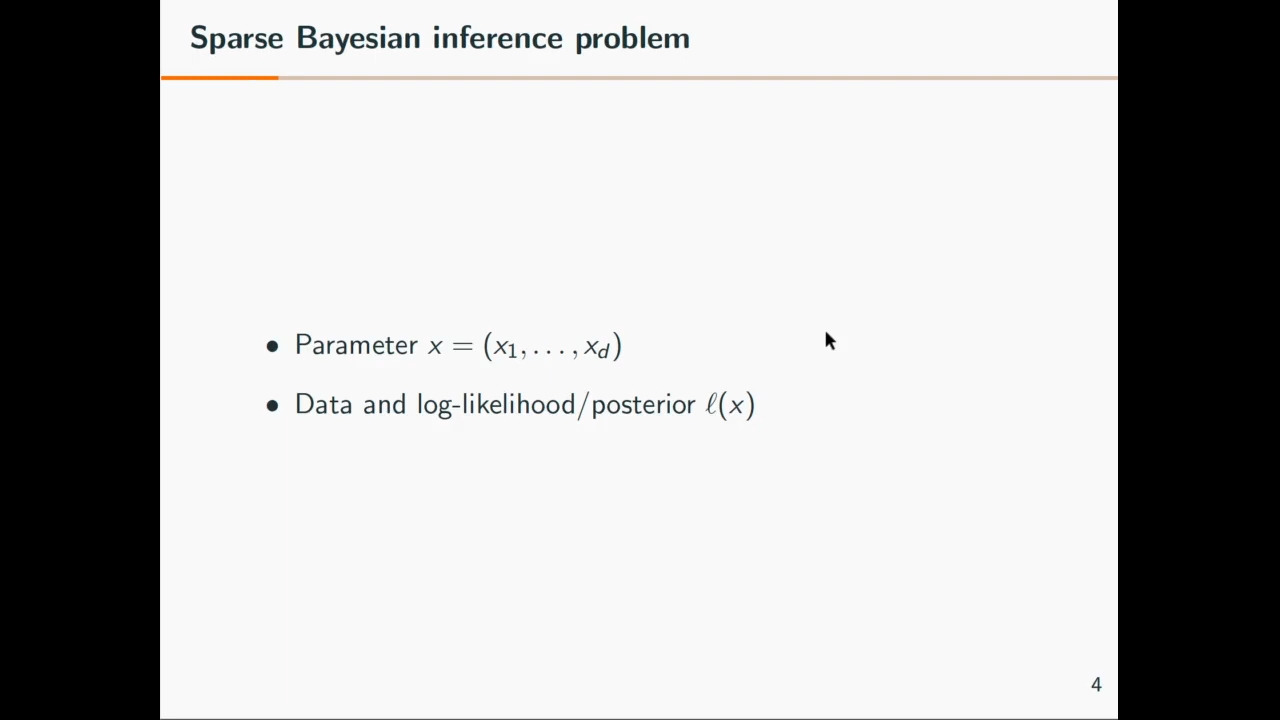 Sparse Bayesian inference problem
• Parameter x = (x₁, . . . , x_d)
• Data and log-likelihood/posterior ℓ(x)
4